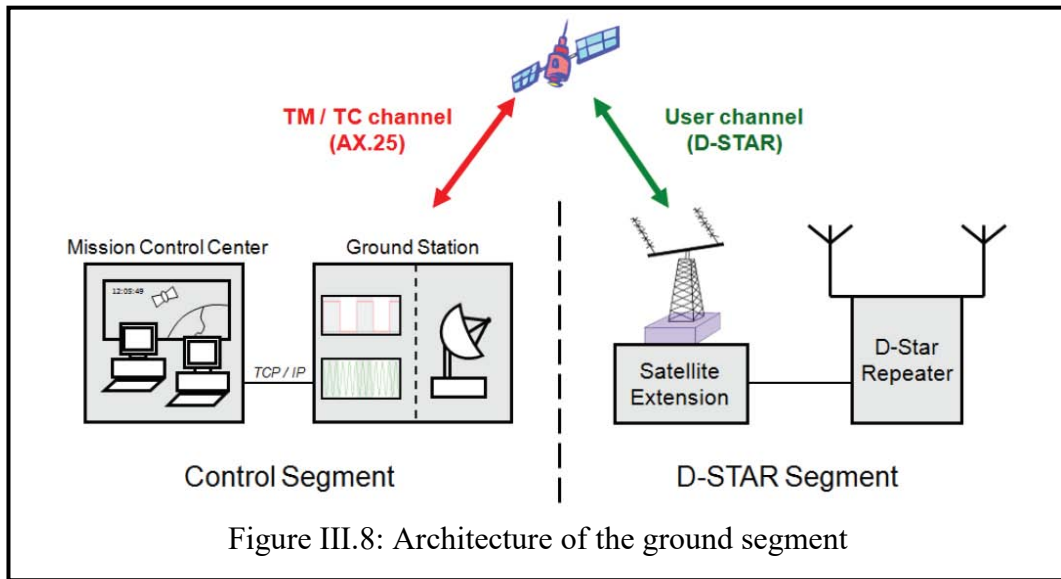 TM / TC channel
(AX.25)
User channel
(D-STAR)
Mission Control Center
Ground Station
12:05:49
TCP / IP
Satellite
Extension
D-Star
Repeater
Control Segment
D-STAR Segment
Figure III.8: Architecture of the ground segment